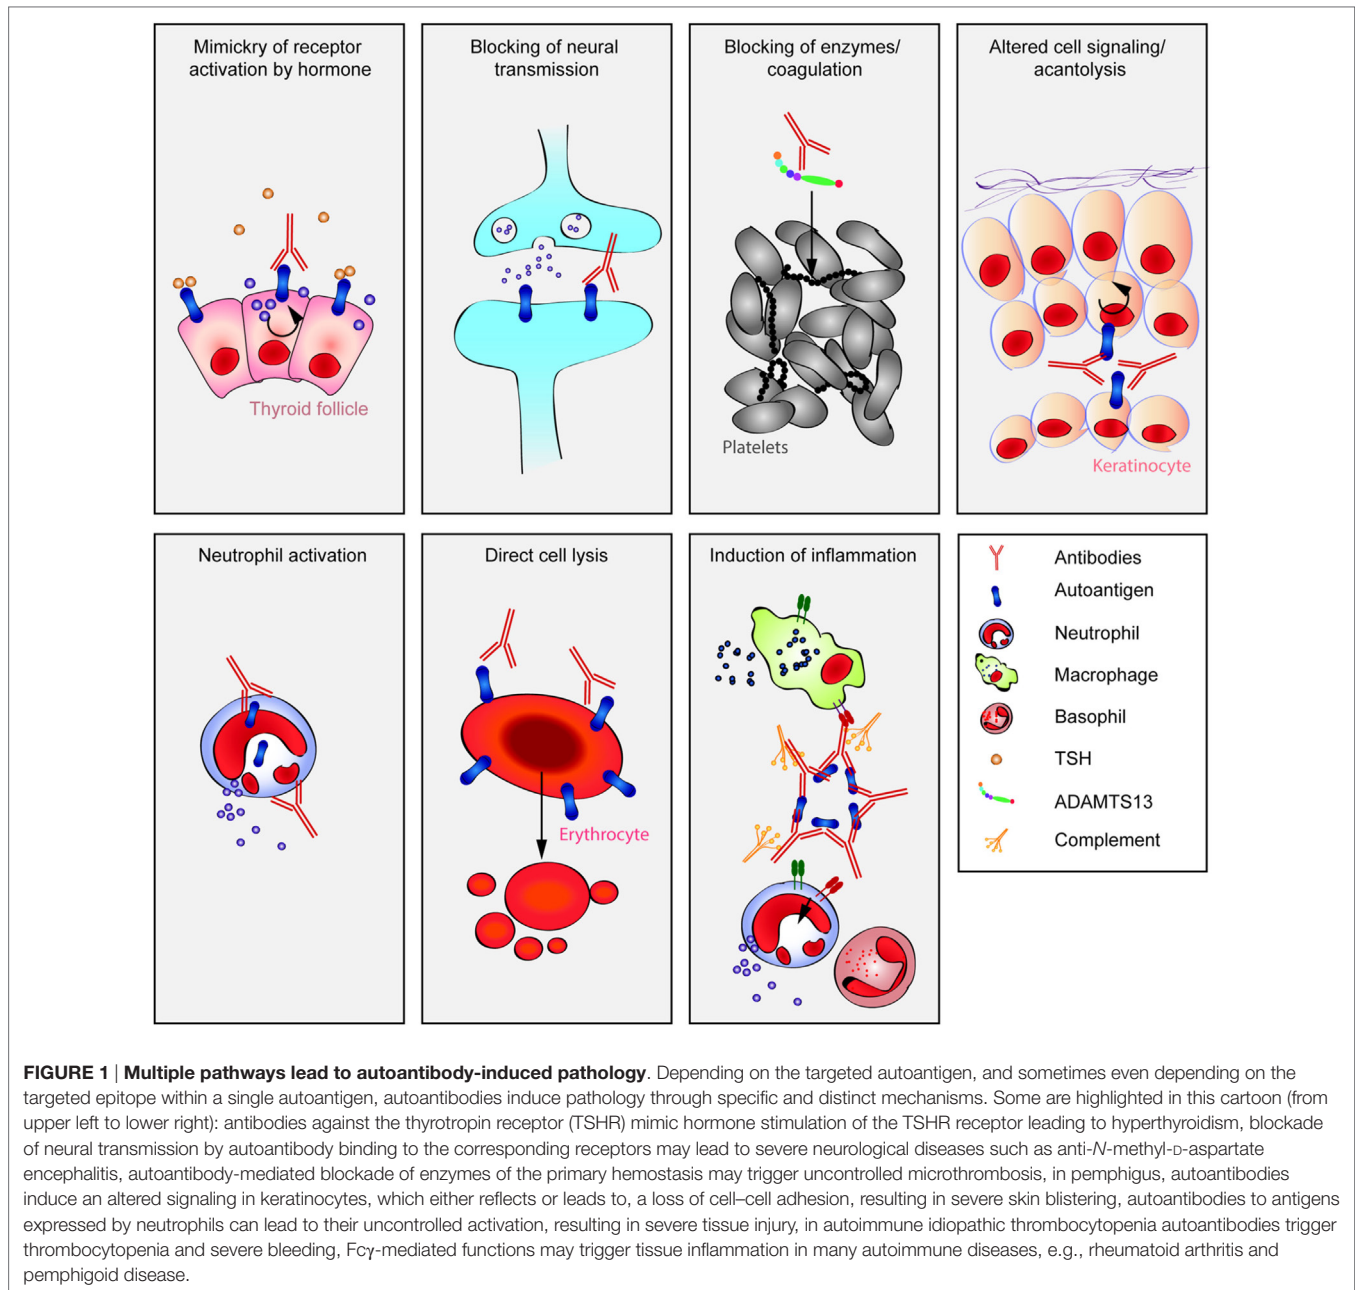 Mimickry of receptor
activation by hormone
Thyroid follicle
Blocking of neural
transmission
Blocking of enzymes/
coagulation
Platelets
Altered cell signaling/
acantolysis
Keratinocyte
Neutrophil activation
Direct cell lysis
Erythrocyte
Induction of inflammation
Antibodies
Autoantigen
Neutrophil
Macrophage
Basophil
TSH
ADAMTS13
Complement
FIGURE 1 | Multiple pathways lead to autoantibody-induced pathology. Depending on the targeted autoantigen, and sometimes even depending on the
targeted epitope within a single autoantigen, autoantibodies induce pathology through specific and distinct mechanisms. Some are highlighted in this cartoon (from
upper left to lower right): antibodies against the thyrotropin receptor (TSHR) mimic hormone stimulation of the TSHR receptor leading to hyperthyroidism, blockade
of neural transmission by autoantibody binding to the corresponding receptors may lead to severe neurological diseases such as anti-N-methyl-D-aspartate
encephalitis, autoantibody-mediated blockade of enzymes of the primary hemostasis may trigger uncontrolled microthrombosis, in pemphigus, autoantibodies
induce an altered signaling in keratinocytes, which either reflects or leads to, a loss of cell–cell adhesion, resulting in severe skin blistering, autoantibodies to antigens
expressed by neutrophils can lead to their uncontrolled activation, resulting in severe tissue injury, in autoimmune idiopathic thrombocytopenia autoantibodies trigger
thrombocytopenia and severe bleeding, Fcγ-mediated functions may trigger tissue inflammation in many autoimmune diseases, e.g., rheumatoid arthritis and
pemphigoid disease.